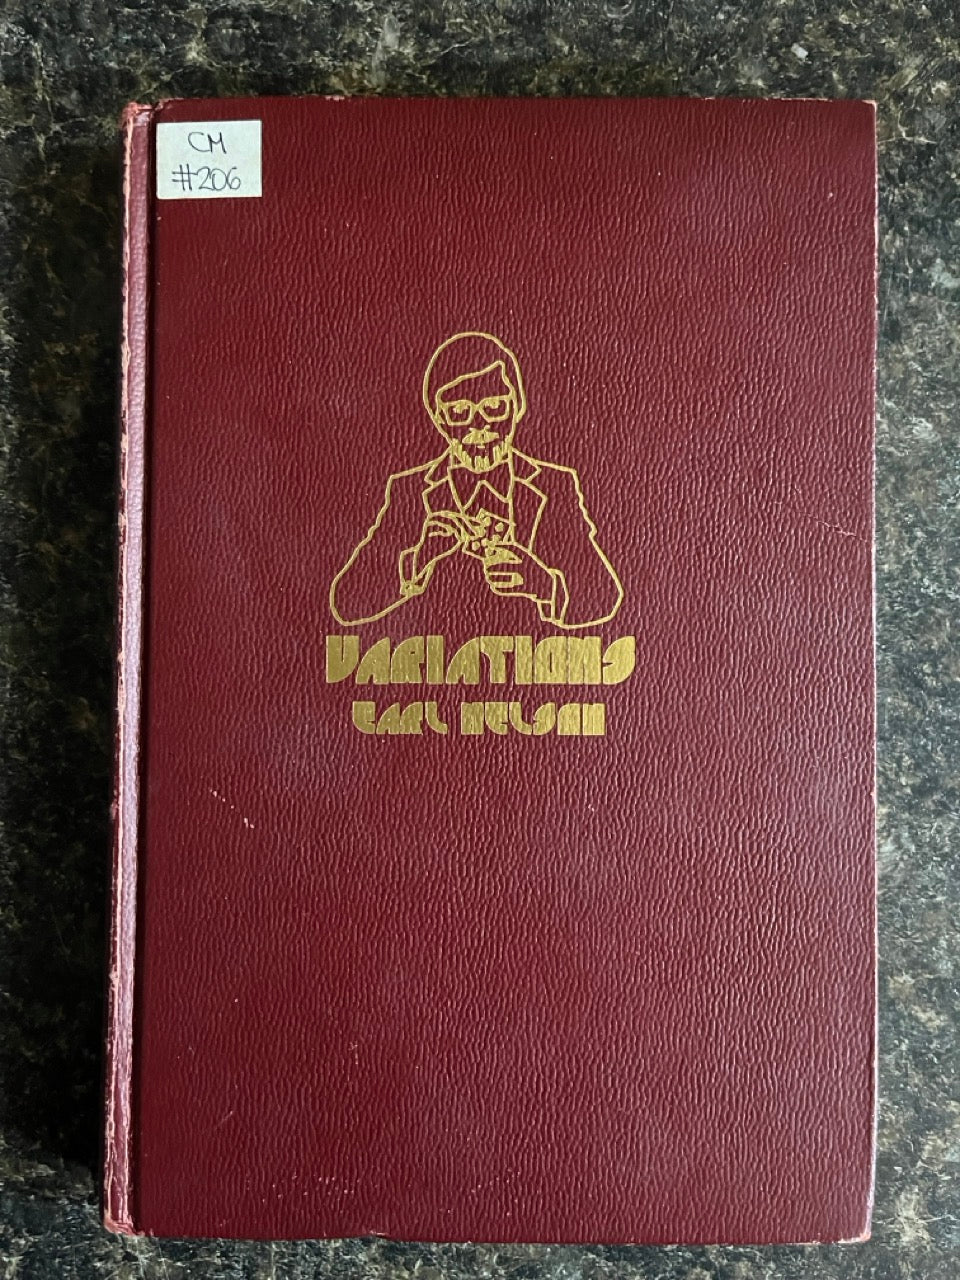 CM
#206
VARIATIONS
EARL NELSON